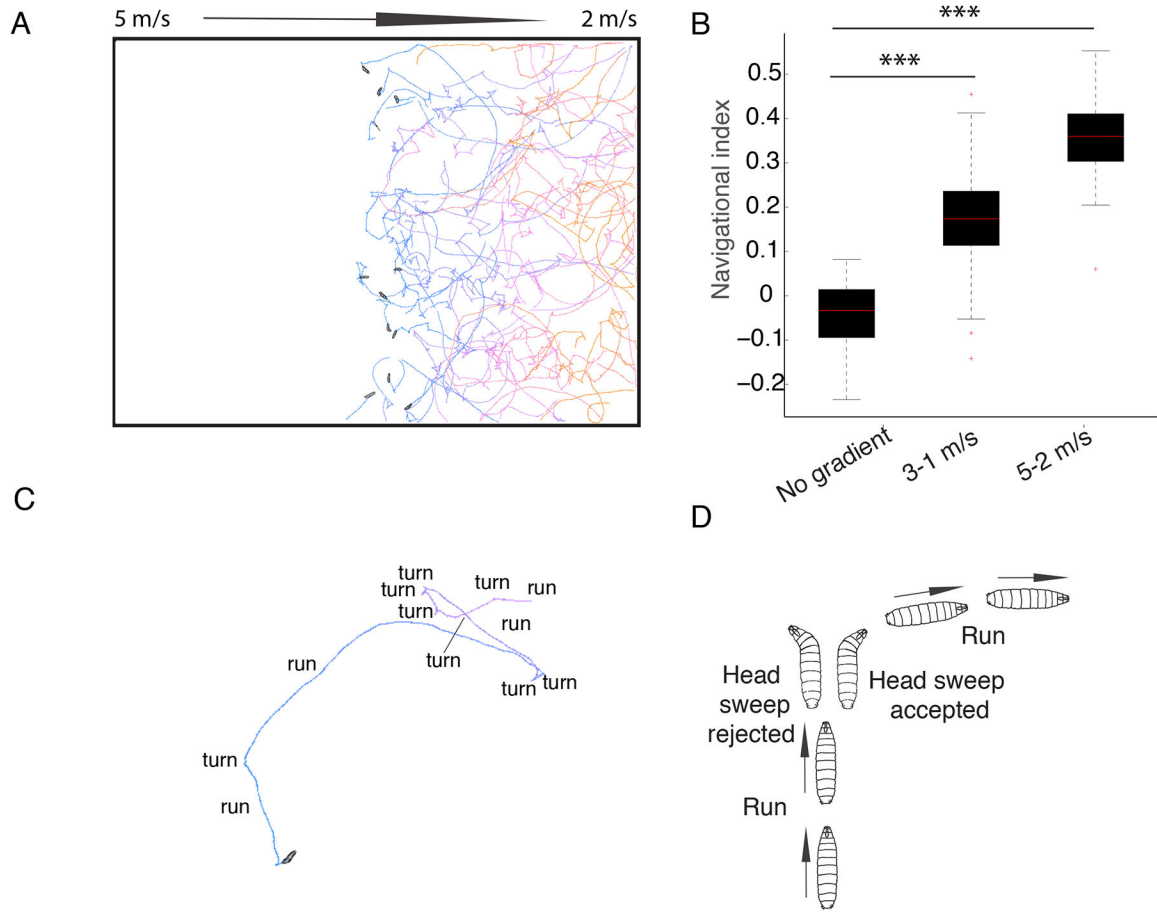 A
5 m/s
2 m/s
B
***
***
Navigational index
0.5
0.4
0.3
0.2
0.1
0
−0.1
−0.2
No gradient
3-1 m/s
5-2 m/s
C
turn
turn
turn
turn
run
run
turn
turn
turn
run
turn
run
D
Run
Head
sweep
rejected
Head sweep
accepted
Run